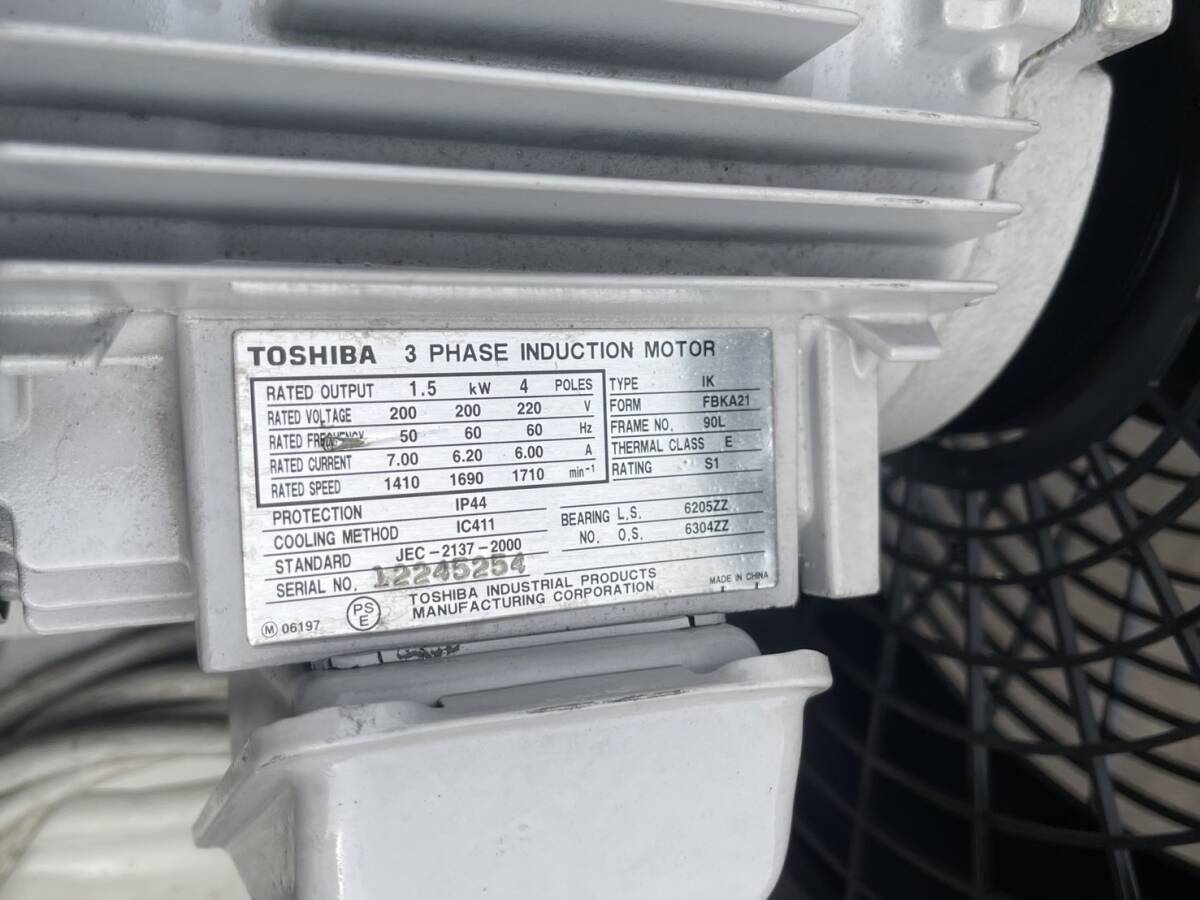 TOSHIBA 3 PHASE INDUCTION MOTOR
RATED OUTPUT 1.5 kW 4 POLES
RATED VOLTAGE 200 200 220 V
RATED FREQUENCY 50 60 60 Hz
RATED CURRENT 7.00 6.20 6.00 A
RATED SPEED 1410 1690 1710 min⁻¹
TYPE IK
FORM FBKA21
FRAME NO. 90L
THERMAL CLASS E
RATING S1
PROTECTION IP44
COOLING METHOD IC411
STANDARD JEC-2137-2000
SERIAL NO. 12245254
BEARING NO. L.S. 6205ZZ
O.S. 6304ZZ
TOSHIBA INDUSTRIAL PRODUCTS
MANUFACTURING CORPORATION
MADE IN CHINA
M 06197
PS
E